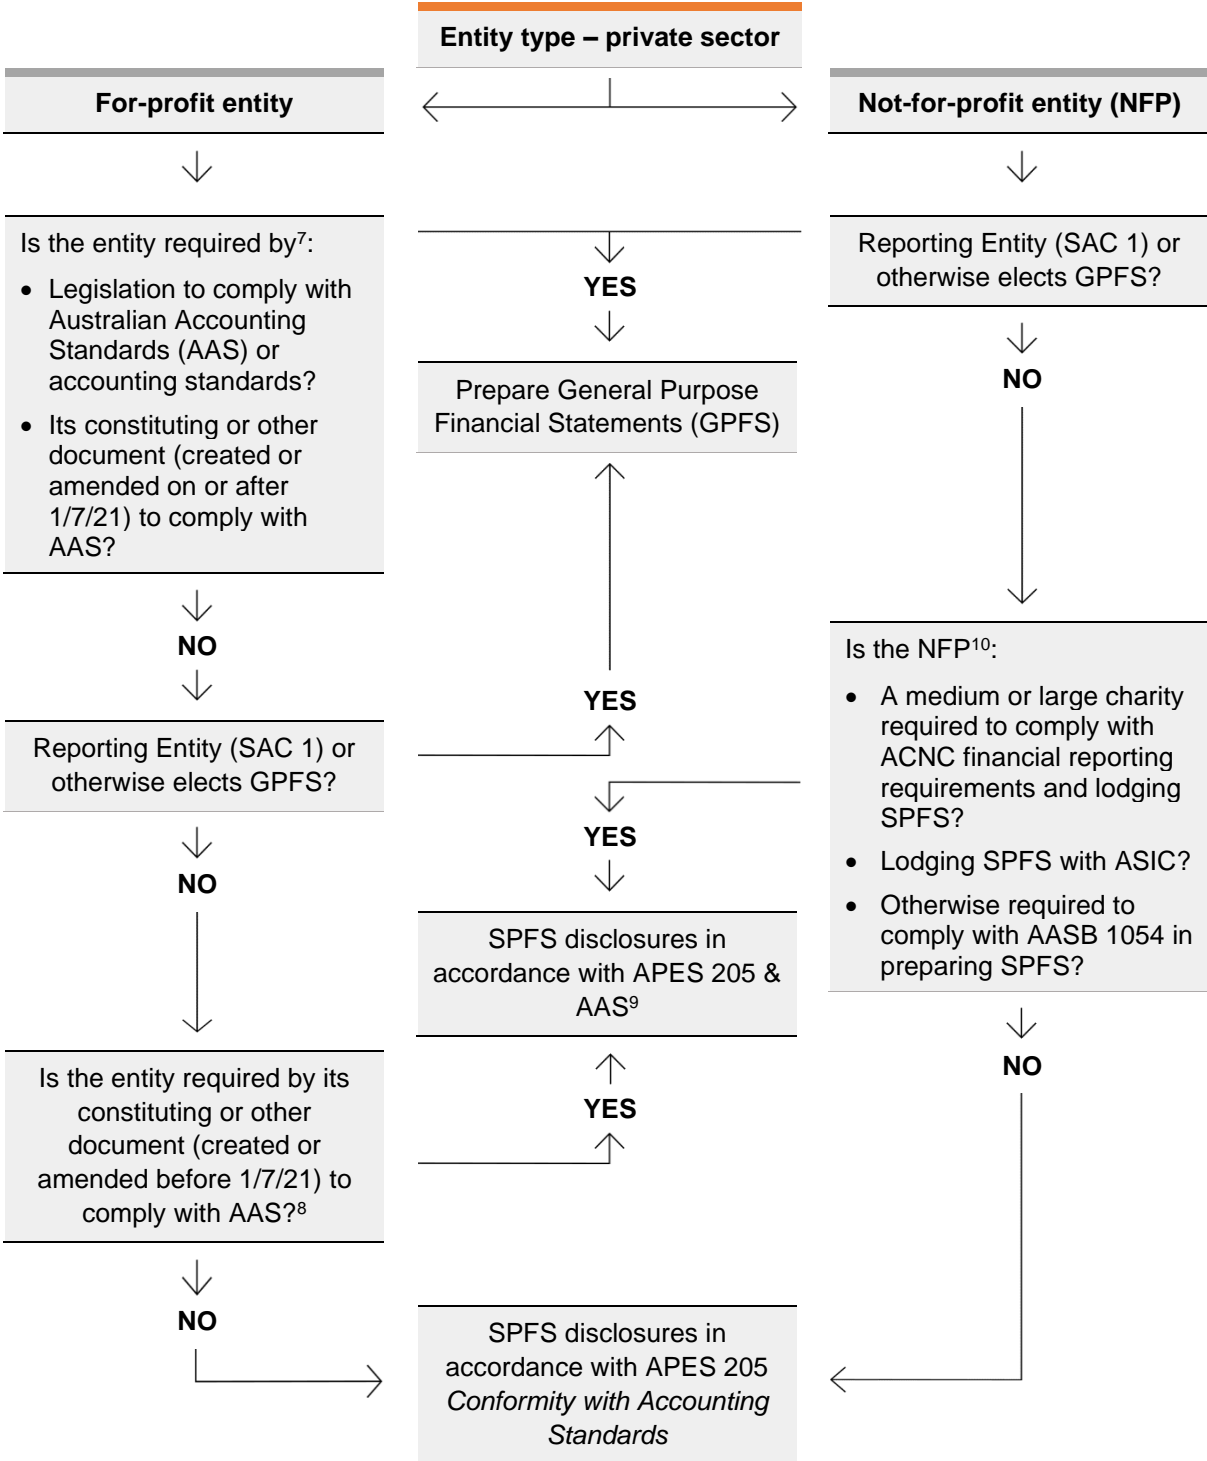 Entity type – private sector
For-profit entity
Not-for-profit entity (NFP)
Is the entity required by⁷:
• Legislation to comply with
Australian Accounting
Standards (AAS) or
accounting standards?
• Its constituting or other
document (created or
amended on or after
1/7/21) to comply with
AAS?
NO
Reporting Entity (SAC 1) or
otherwise elects GPFS?
NO
Is the entity required by its
constituting or other
document (created or
amended before 1/7/21) to
comply with AAS?⁸
NO
YES
Prepare General Purpose
Financial Statements (GPFS)
YES
YES
SPFS disclosures in
accordance with APES 205 &
AAS⁹
YES
SPFS disclosures in
accordance with APES 205
Conformity with Accounting
Standards
Reporting Entity (SAC 1) or
otherwise elects GPFS?
NO
Is the NFP¹⁰:
• A medium or large charity
required to comply with
ACNC financial reporting
requirements and lodging
SPFS?
• Lodging SPFS with ASIC?
• Otherwise required to
comply with AASB 1054 in
preparing SPFS?
NO